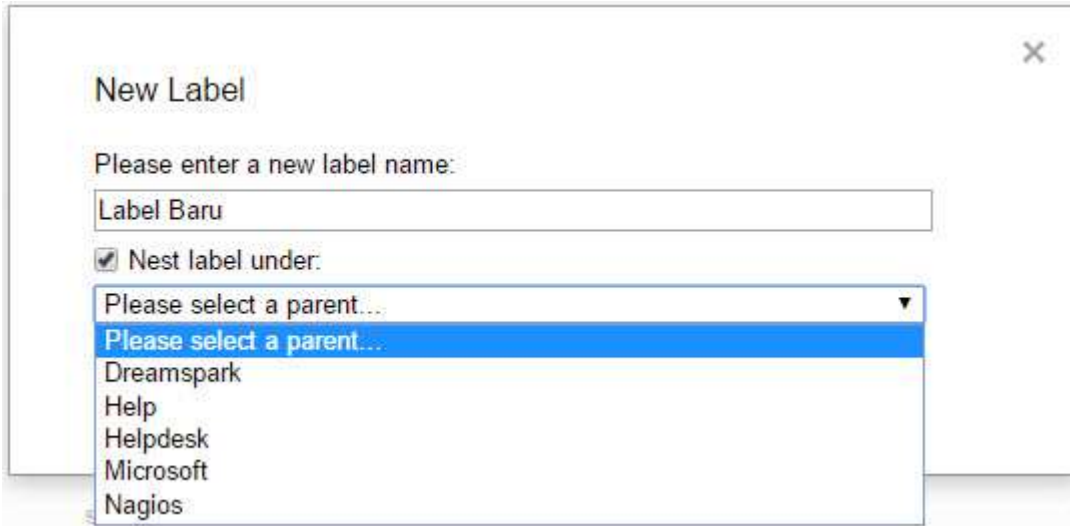 New Label
Please enter a new label name:
Label Baru
Nest label under:
Please select a parent...
Please select a parent...
Dreamspark
Help
Helpdesk
Microsoft
Nagios